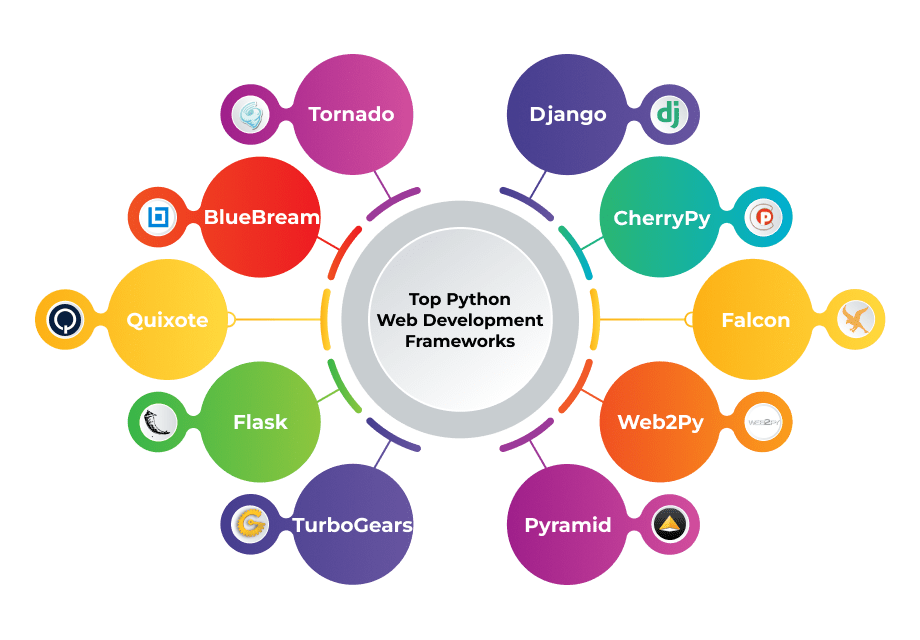 Tornado
Django
dj
BlueBream
CherryPy
Top Python
Web Development
Frameworks
Quixote
Falcon
Flask
Web2Py
WEB2PY
TurboGears
Pyramid